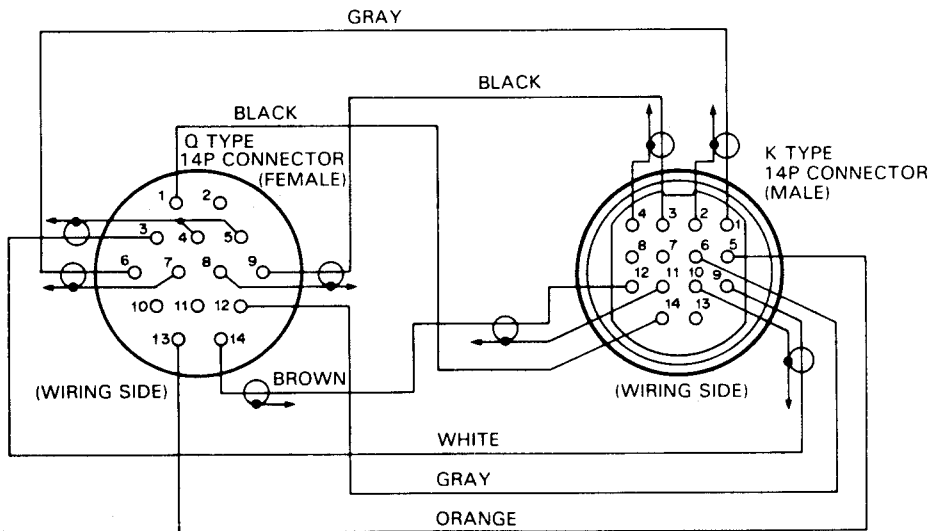 GRAY
BLACK
BLACK
Q TYPE
14P CONNECTOR
(FEMALE)
K TYPE
14P CONNECTOR
(MALE)
1 2
3 4 5
6 7 8 9
10 11 12
13 14
4 3 2 1
8 7 6 5
12 11 10 9
14 13
(WIRING SIDE)
BROWN
(WIRING SIDE)
WHITE
GRAY
ORANGE